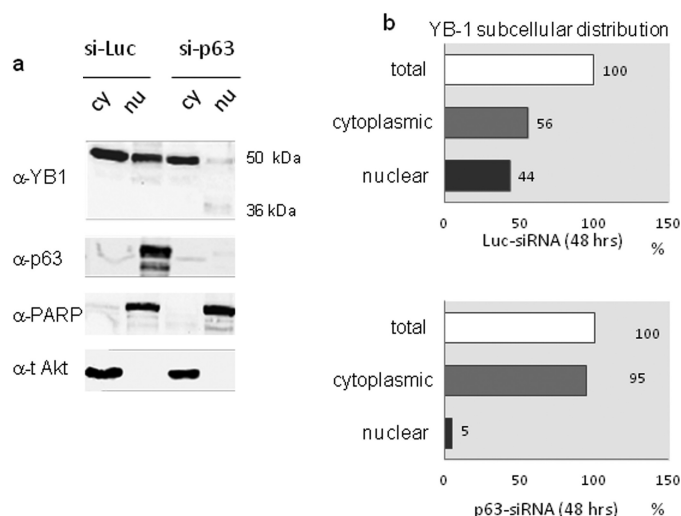 a
si-Luc si-p63
cy nu cy nu
α-YB1
50 kDa
36 kDa
α-p63
α-PARP
α-t Akt
b
YB-1 subcellular distribution
total 100
cytoplasmic 56
nuclear 44
0 50 100 150
Luc-siRNA (48 hrs) %
total 100
cytoplasmic 95
nuclear 5
0 50 100 150
p63-siRNA (48 hrs) %